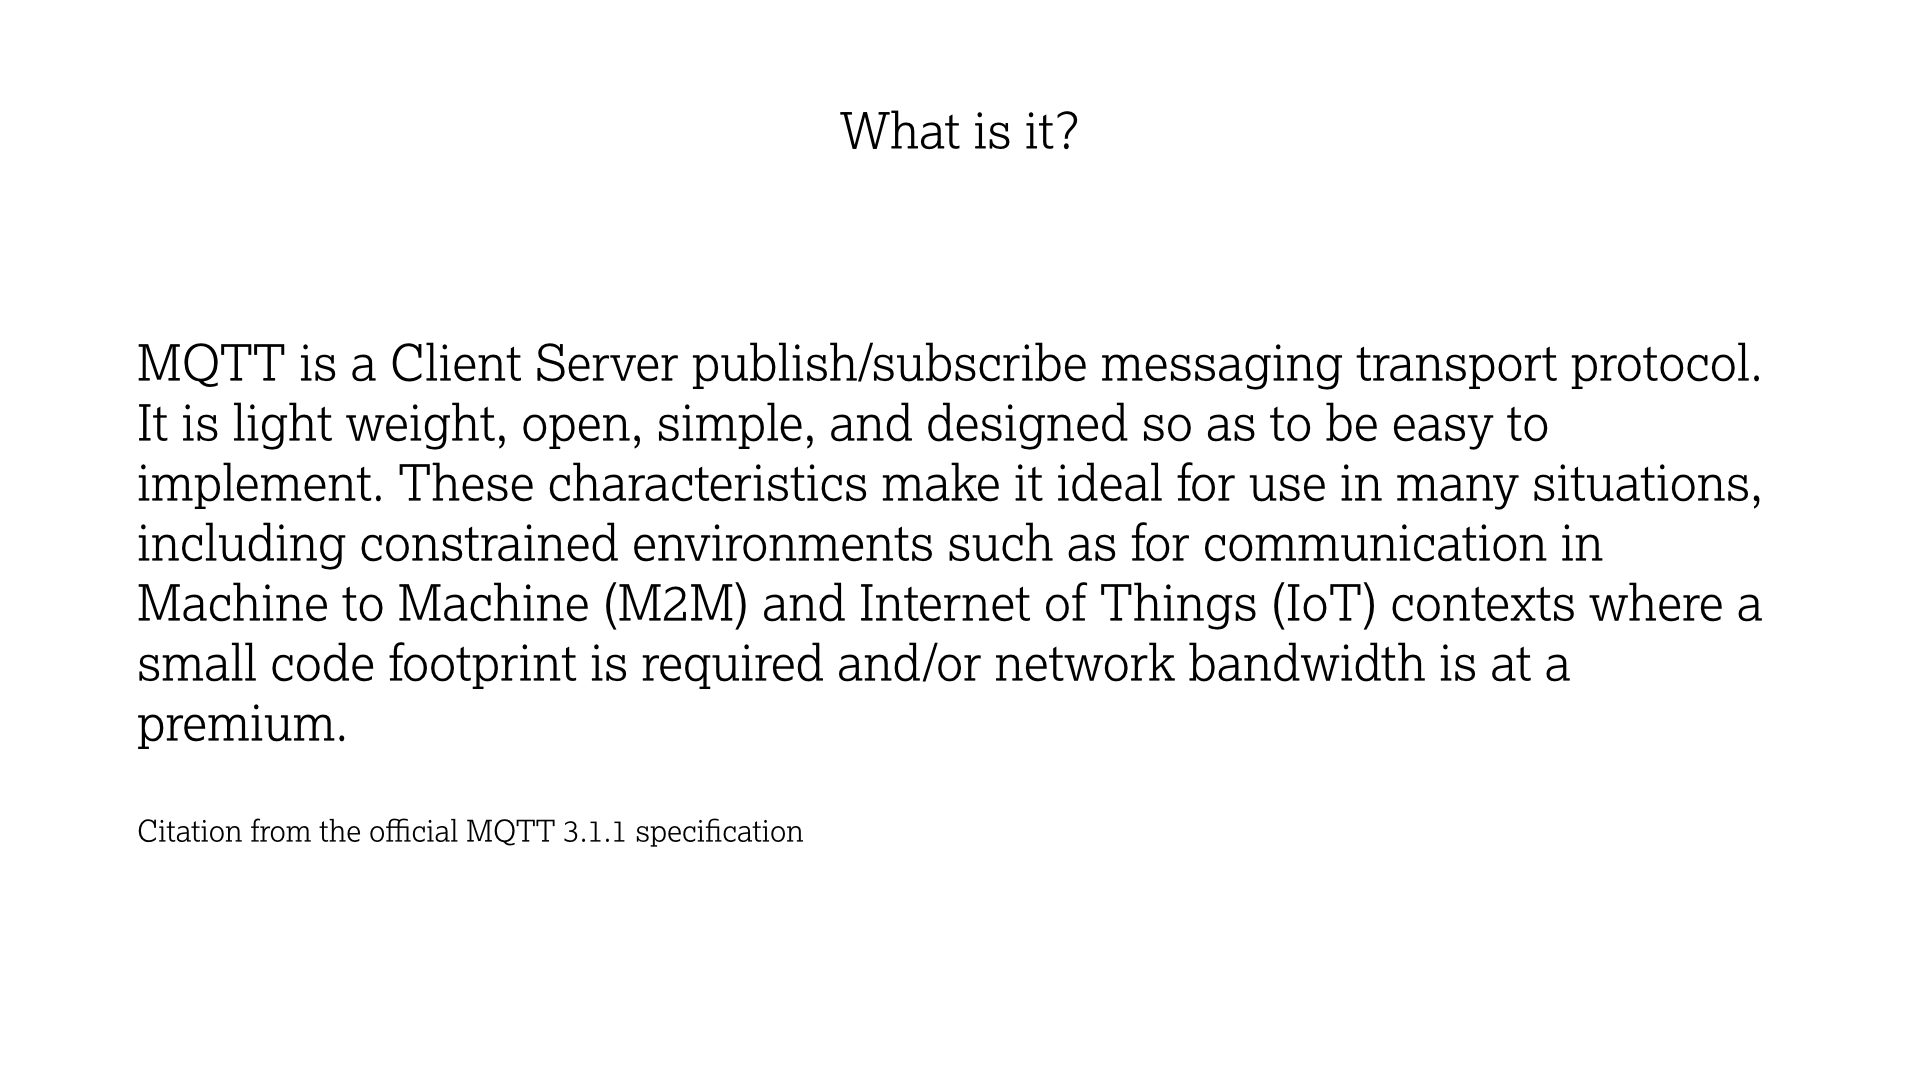 What is it?
MQTT is a Client Server publish/subscribe messaging transport protocol.
It is light weight, open, simple, and designed so as to be easy to
implement. These characteristics make it ideal for use in many situations,
including constrained environments such as for communication in
Machine to Machine (M2M) and Internet of Things (IoT) contexts where a
small code footprint is required and/or network bandwidth is at a
premium.
Citation from the official MQTT 3.1.1 specification